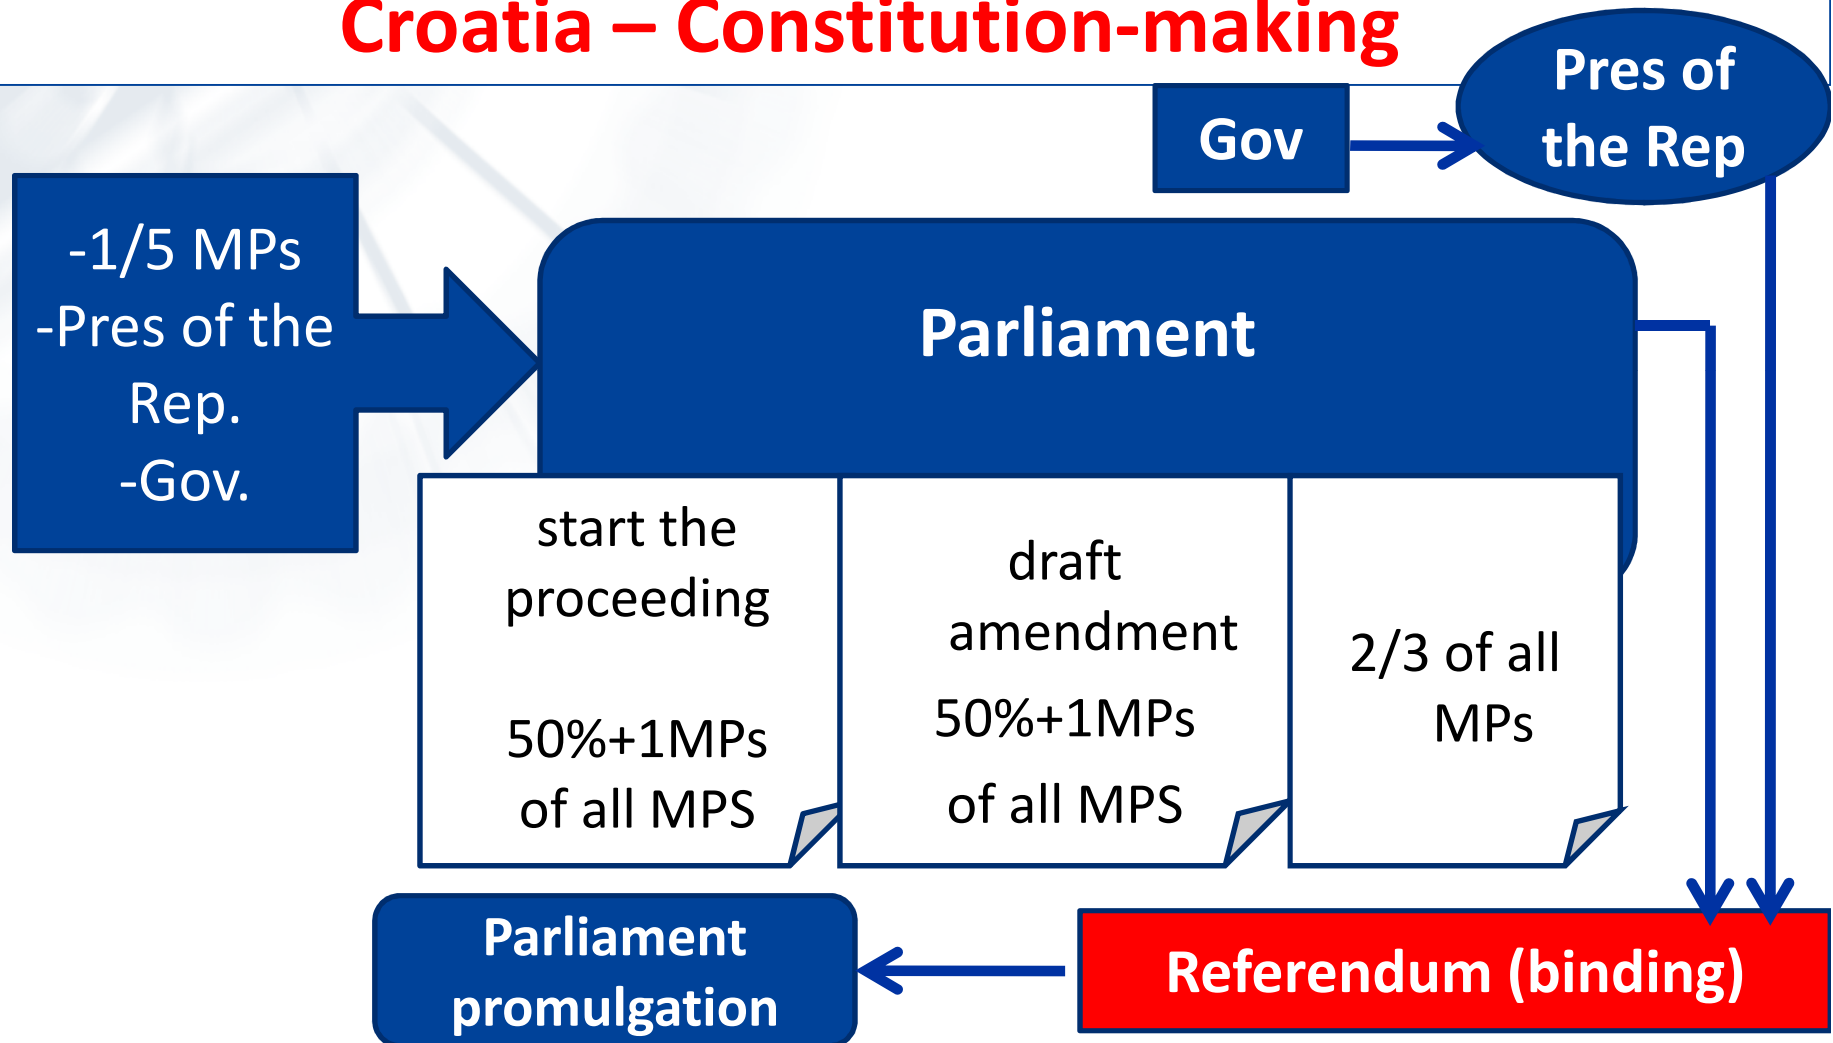 Croatia – Constitution-making
Pres of
the Rep
Gov
-1/5 MPs
-Pres of the
Rep.
-Gov.
Parliament
start the
proceeding
50%+1MPs
of all MPS
draft
amendment
50%+1MPs
of all MPS
2/3 of all
MPs
Parliament
promulgation
Referendum (binding)